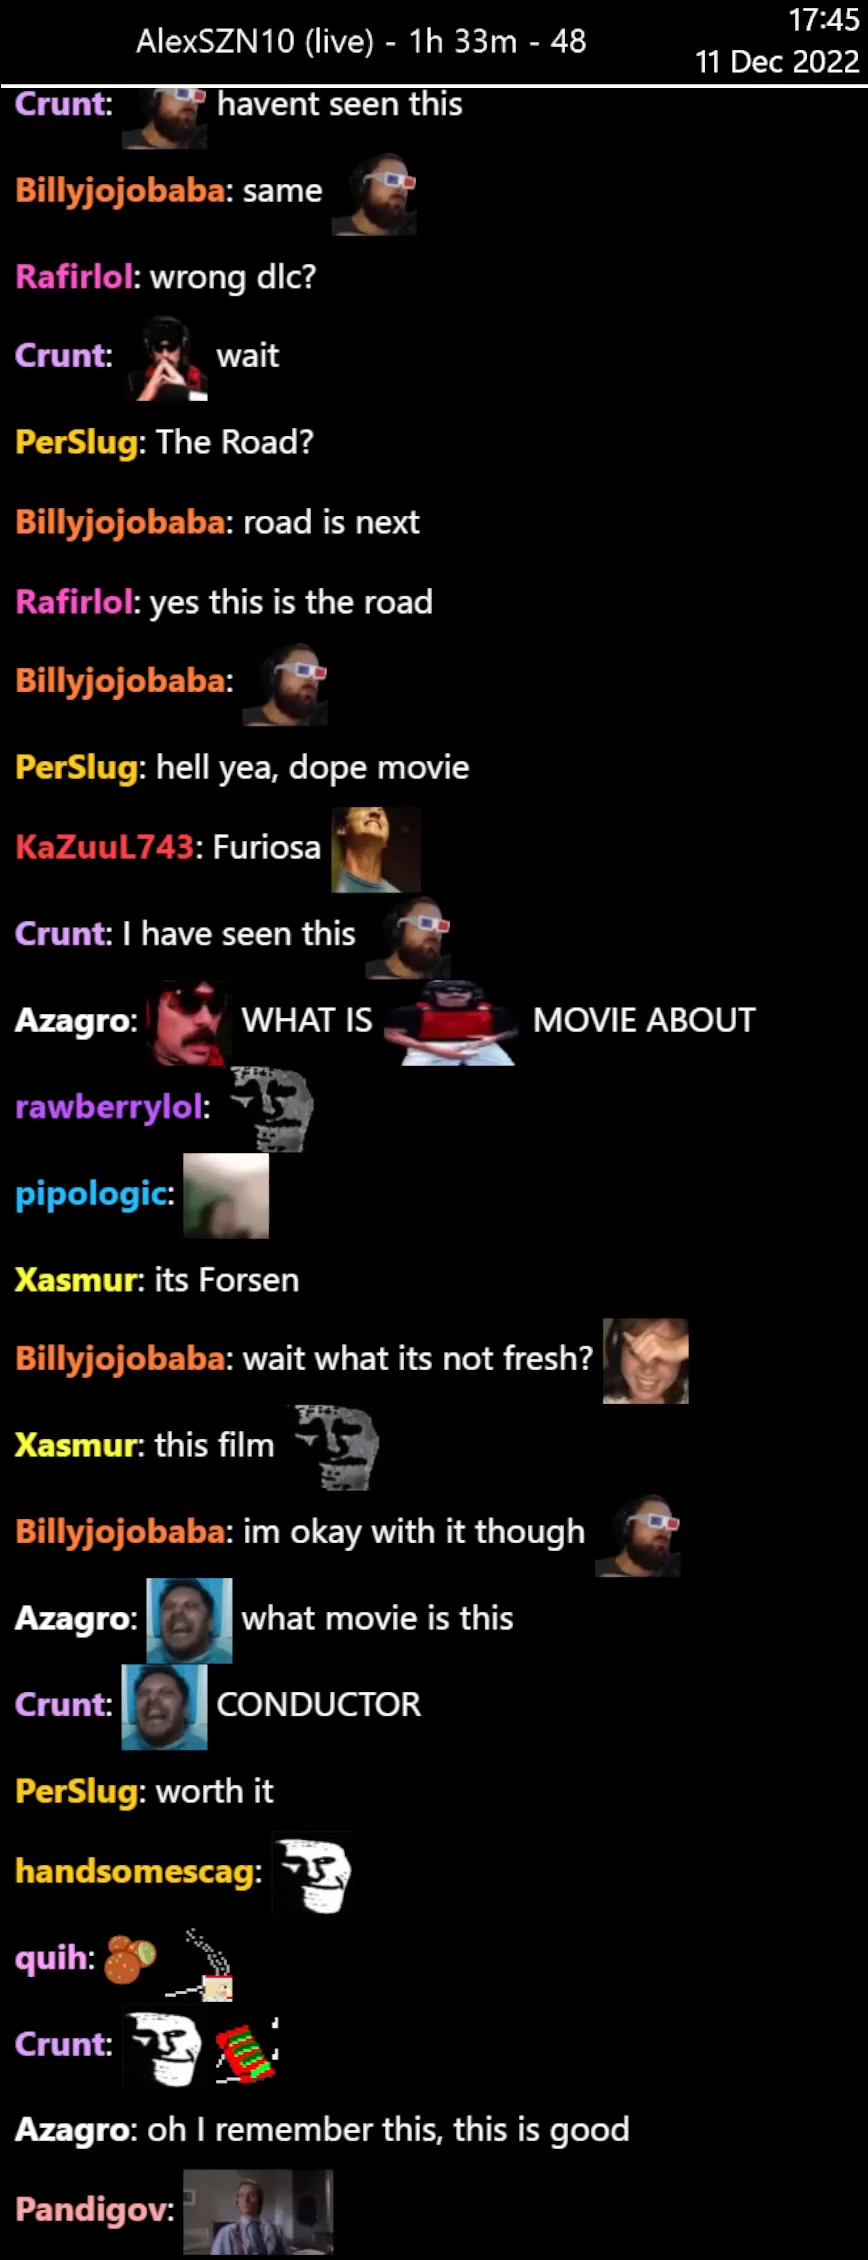 AlexSZN10 (live) - 1h 33m - 48
17:45
11 Dec 2022
Crunt: havent seen this
Billyjojobaba: same
Rafirlol: wrong dlc?
Crunt: wait
PerSlug: The Road?
Billyjojobaba: road is next
Rafirlol: yes this is the road
Billyjojobaba:
PerSlug: hell yea, dope movie
KaZuuL743: Furiosa
Crunt: I have seen this
Azagro: WHAT IS MOVIE ABOUT
rawberrylol:
pipologic:
Xasmur: its Forsen
Billyjojobaba: wait what its not fresh?
Xasmur: this film
Billyjojobaba: im okay with it though
Azagro: what movie is this
Crunt: CONDUCTOR
PerSlug: worth it
handsomescag:
quih:
Crunt:
Azagro: oh I remember this, this is good
Pandigov: